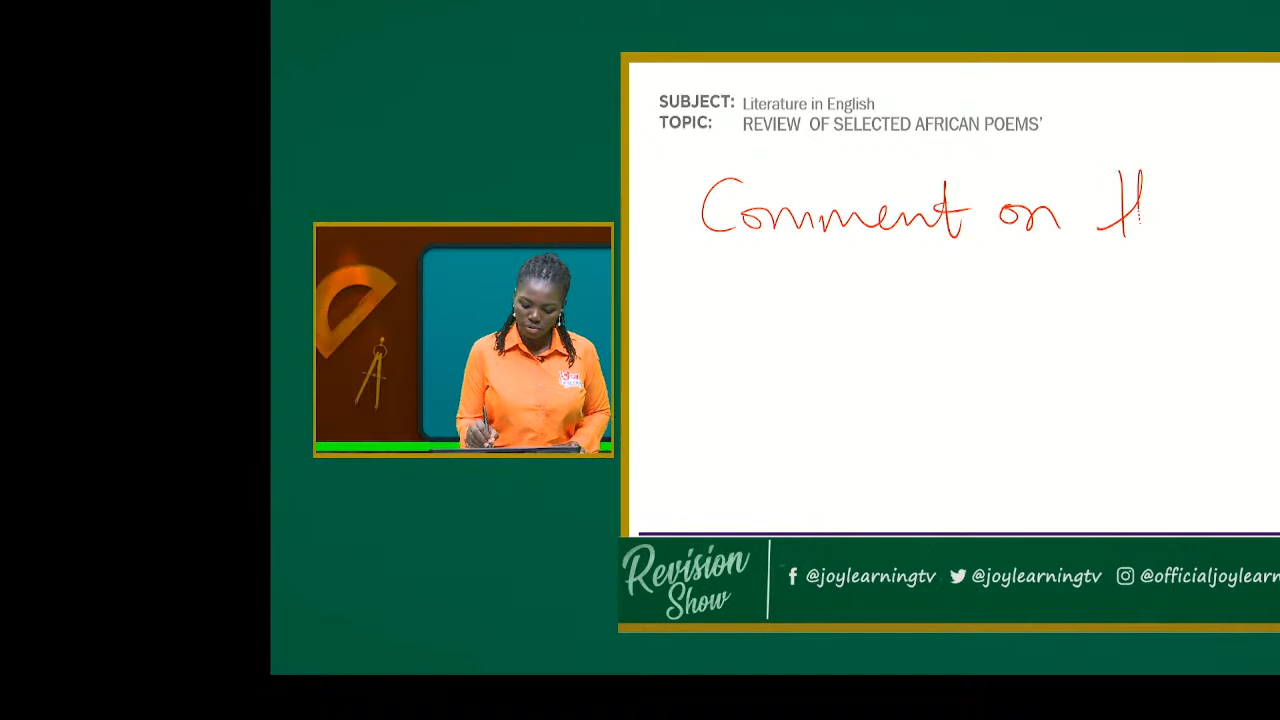 SUBJECT: Literature in English
TOPIC: REVIEW OF SELECTED AFRICAN POEMS'
Comment on
Revision Show
@joylearningtv @joylearningtv @officialjoylearn